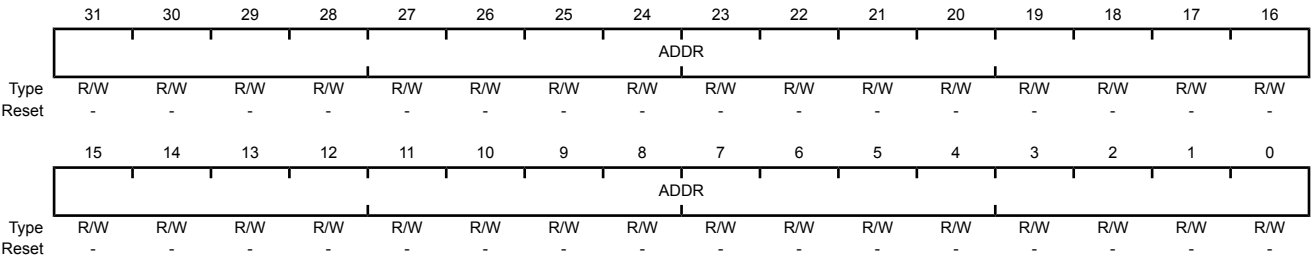 31 30 29 28 27 26 25 24 23 22 21 20 19 18 17 16
ADDR
Type R/W R/W R/W R/W R/W R/W R/W R/W R/W R/W R/W R/W R/W R/W R/W R/W
Reset - - - - - - - - - - - - - - - -
15 14 13 12 11 10 9 8 7 6 5 4 3 2 1 0
ADDR
Type R/W R/W R/W R/W R/W R/W R/W R/W R/W R/W R/W R/W R/W R/W R/W R/W
Reset - - - - - - - - - - - - - - - -